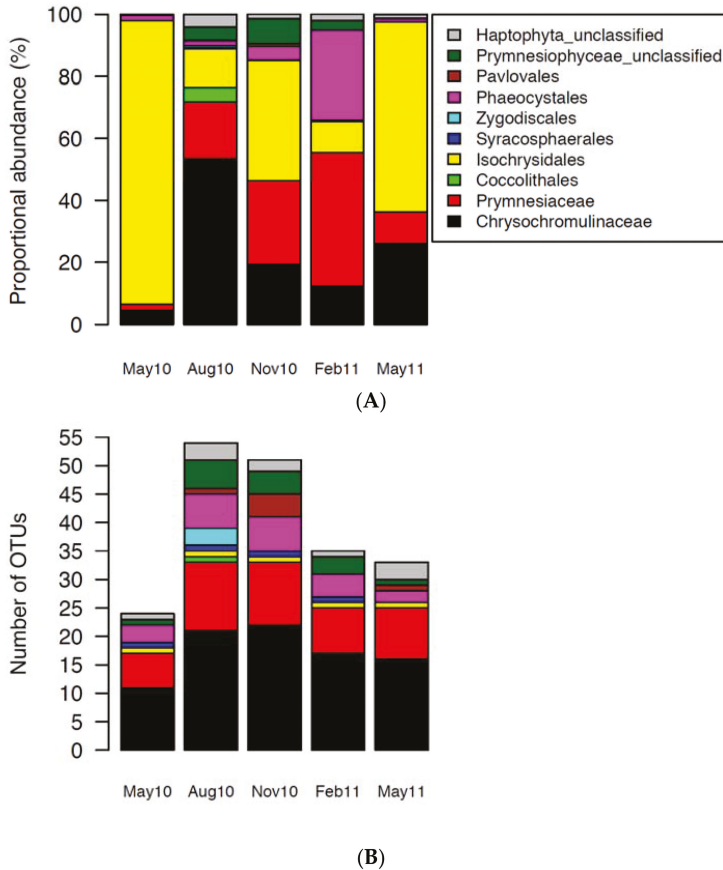 Proportional abundance (%)
100
80
60
40
20
0
Haptophyta_unclassified
Prymnesiophyceae_unclassified
Pavlovales
Phaeocystales
Zygodiscales
Syracosphaerales
Isochrysidales
Coccolithales
Prymnesiaceae
Chrysochromulinaceae
May10 Aug10 Nov10 Feb11 May11
(A)
Number of OTUs
55
50
45
40
35
30
25
20
15
10
5
0
May10 Aug10 Nov10 Feb11 May11
(B)